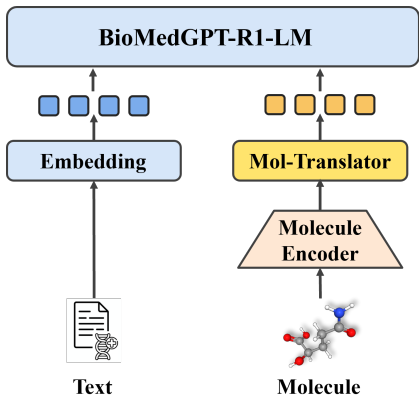 BioMedGPT-R1-LM
Embedding
Mol-Translator
Molecule
Encoder
Text
Molecule